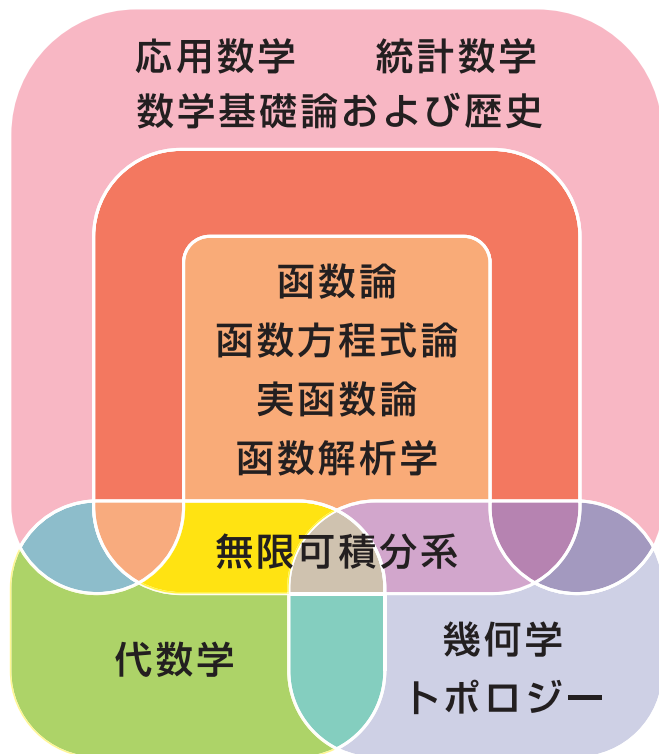 応用数学　　統計数学
数学基礎論および歴史
函数論
函数方程式論
実函数論
函数解析学
無限可積分系
代数学
幾何学
トポロジー